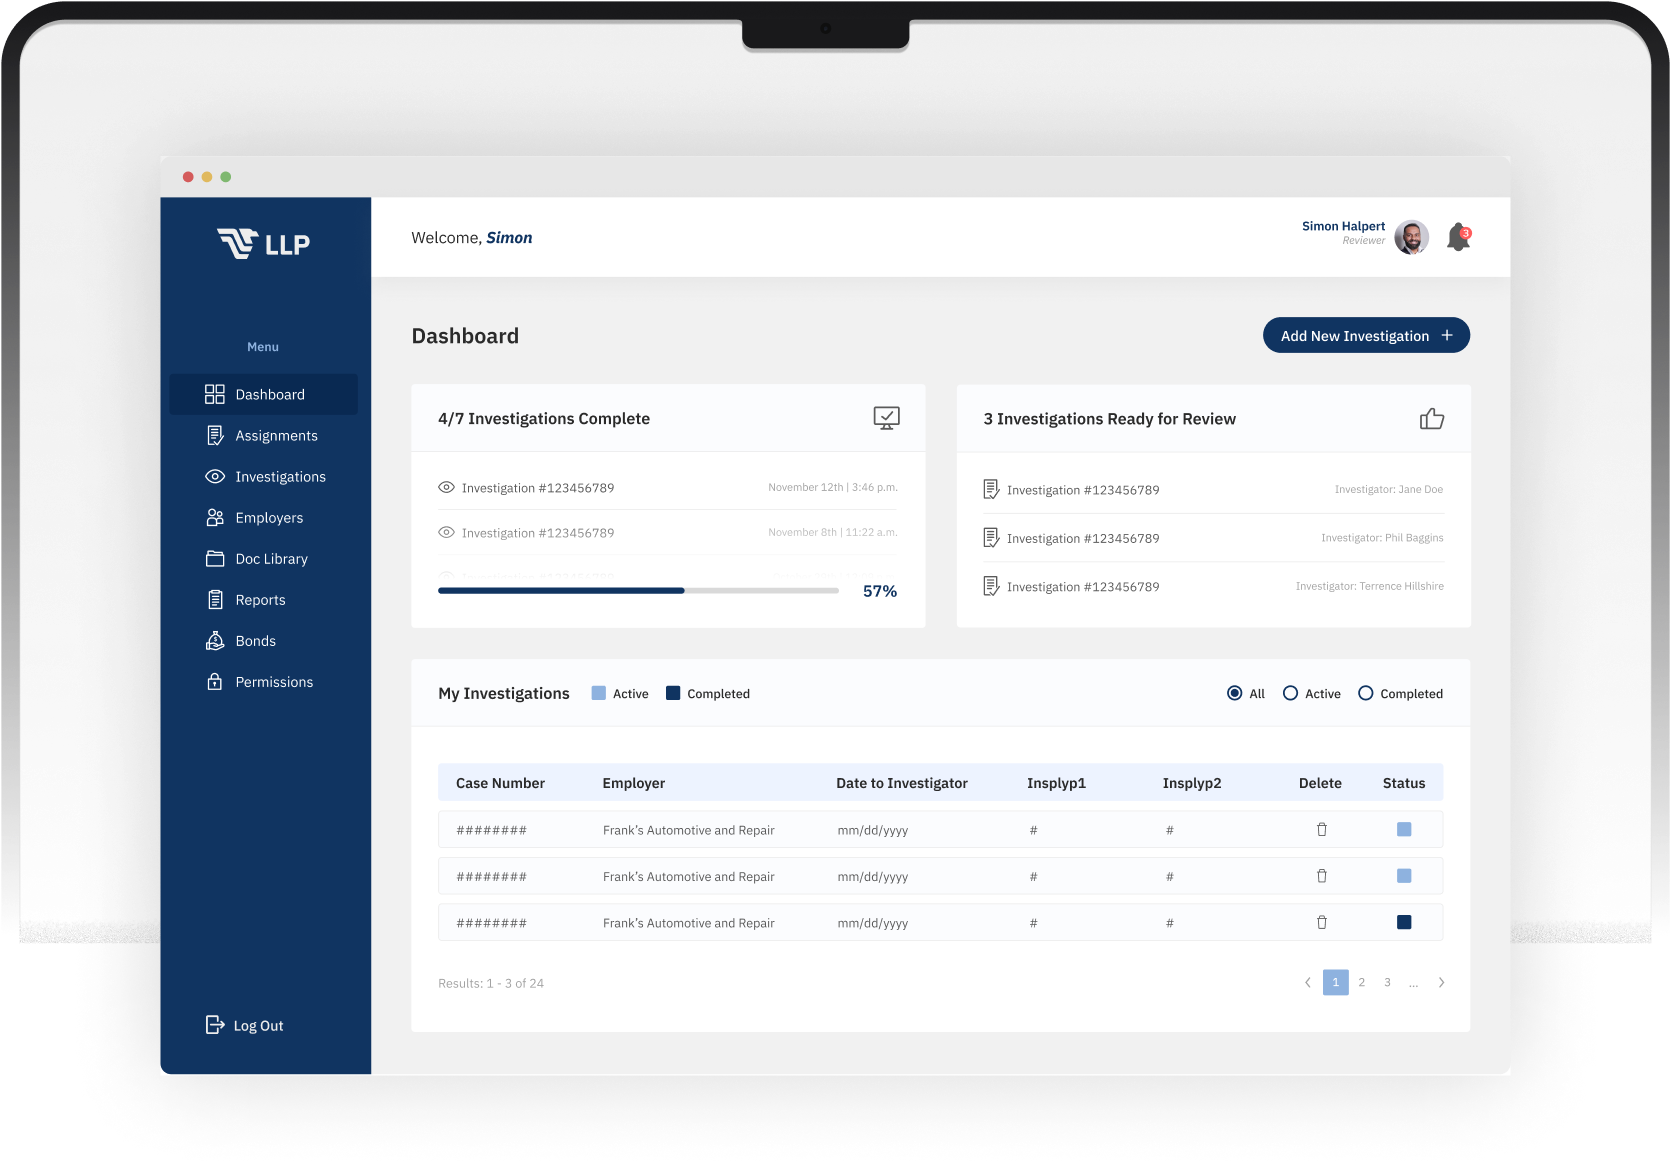 LLP
Menu
Dashboard
Assignments
Investigations
Employers
Doc Library
Reports
Bonds
Permissions
Log Out
Welcome, Simon
Simon Halpert
Reviewer
3
Dashboard
Add New Investigation +
4/7 Investigations Complete
Investigation #123456789 November 12th | 3:46 p.m.
Investigation #123456789 November 8th | 11:22 a.m.
57%
3 Investigations Ready for Review
Investigation #123456789 Investigator: Jane Doe
Investigation #123456789 Investigator: Phil Baggins
Investigation #123456789 Investigator: Terrence Hillshire
My Investigations Active Completed All Active Completed
Case Number Employer Date to Investigator Insplyp1 Insplyp2 Delete Status
######## Frank’s Automotive and Repair mm/dd/yyyy # #
######## Frank’s Automotive and Repair mm/dd/yyyy # #
######## Frank’s Automotive and Repair mm/dd/yyyy # #
Results: 1 - 3 of 24 < 1 2 3 ... >